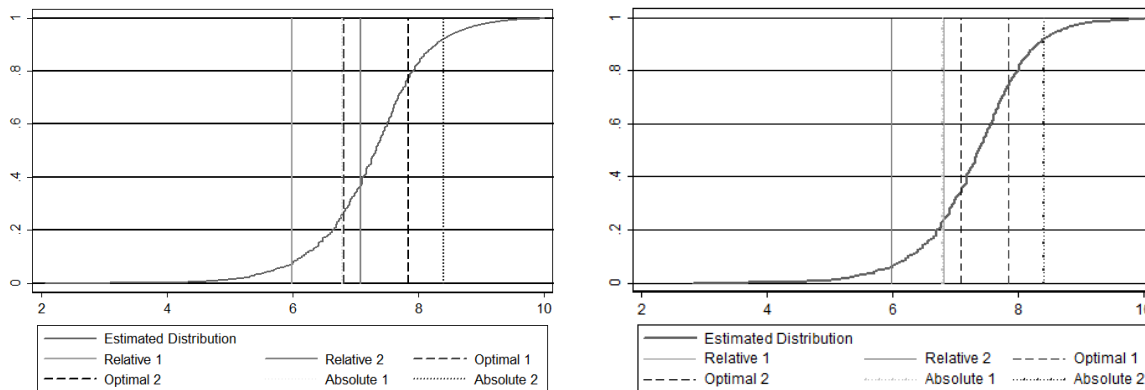 1
.8
.6
.4
.2
0
2 4 6 8 10
Estimated Distribution
Relative 1 Relative 2 Optimal 1
Optimal 2 Absolute 1 Absolute 2
1
.8
.6
.4
.2
0
2 4 6 8 10
Estimated Distribution
Relative 1 Relative 2 Optimal 1
Optimal 2 Absolute 1 Absolute 2